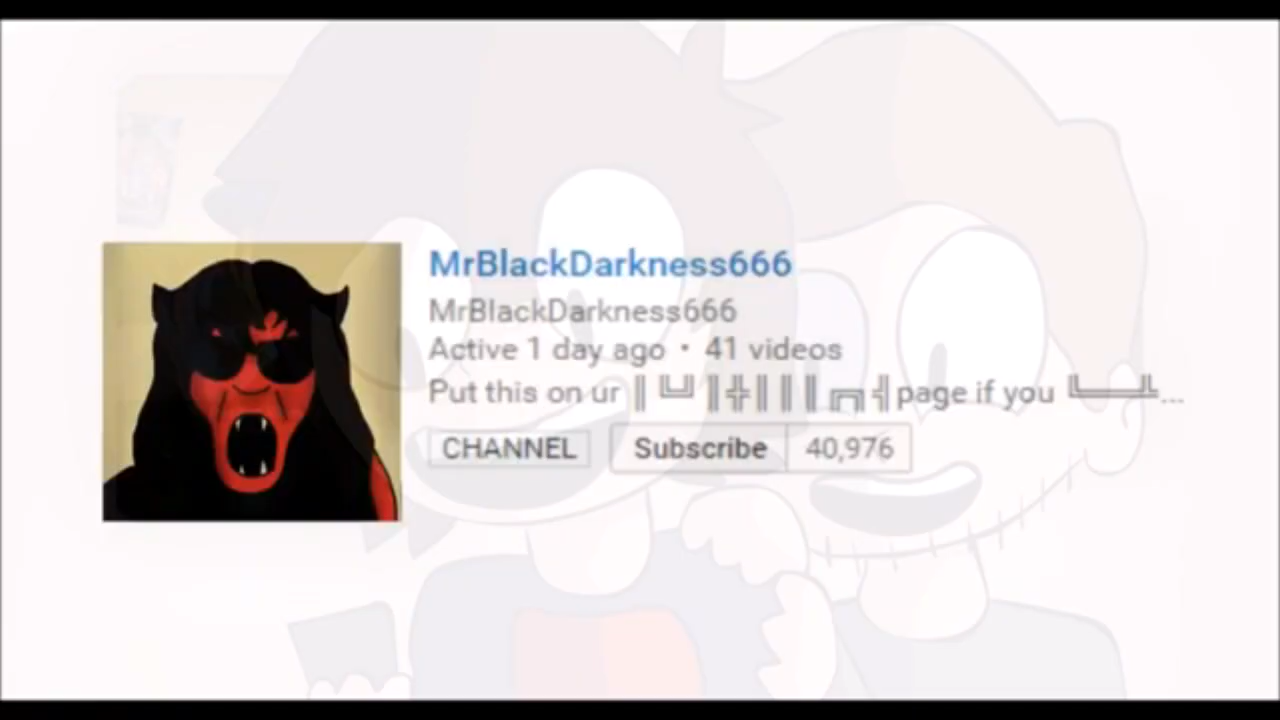 MrBlackDarkness666
MrBlackDarkness666
Active 1 day ago • 41 videos
Put this on ur ║╚╝║╬║║║╔╗╣page if you ╚══╩...
CHANNEL Subscribe 40,976